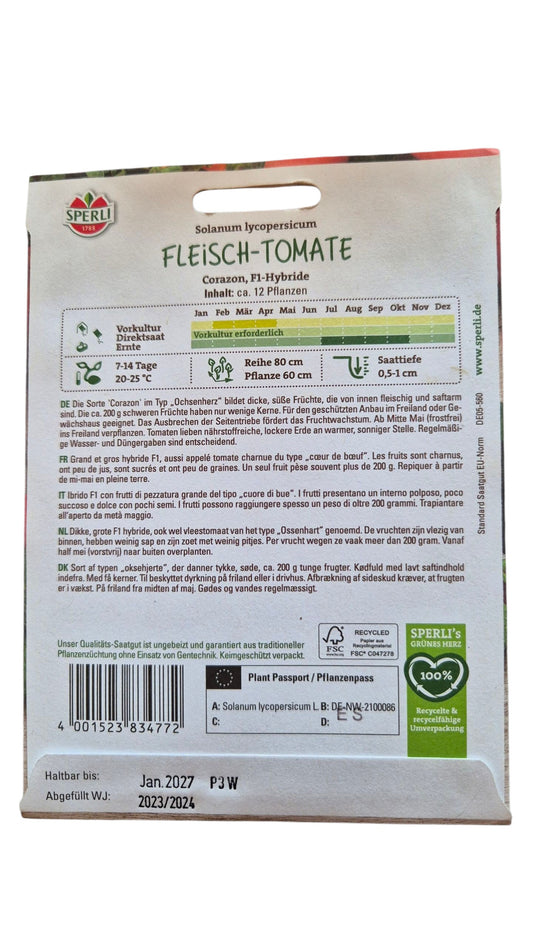 SPERLI
1788
Solanum lycopersicum
FLEiSCH-TOMATE
Corazon, F1-Hybride
Inhalt: ca. 12 Pflanzen
Jan Feb Mär Apr Mai Jun Jul Aug Sep Okt Nov Dez
Vorkultur
Direktsaat Vorkultur erforderlich
Ernte
7-14 Tage
20-25 °C
Reihe 80 cm
Pflanze 60 cm
Saattiefe
0,5-1 cm
www.sperli.de
DE05-560
Standard Saatgut EU-Norm
DE Die Sorte 'Corazon' im Typ „Ochsenherz" bildet dicke, süße Früchte, die von innen fleischig und saftarm
sind. Die ca. 200 g schweren Früchte haben nur wenige Kerne. Für den geschützten Anbau im Freiland oder Ge-
wächshaus geeignet. Das Ausbrechen der Seitentriebe fördert das Fruchtwachstum. Ab Mitte Mai (frostfrei)
ins Freiland verpflanzen. Tomaten lieben nährstoffreiche, lockere Erde an warmer, sonniger Stelle. Regelmäßi-
ge Wasser- und Düngergaben sind entscheidend.
FR Grand et gros hybride F1, aussi appelé tomate charnue du type „cœur de bœuf". Les fruits sont charnus,
ont peu de jus, sont sucrés et ont peu de graines. Un seul fruit pèse souvent plus de 200 g. Repiquer à partir
de mi-mai en pleine terre.
IT Ibrido F1 con frutti di pezzatura grande del tipo „cuore di bue". I frutti presentano un interno polposo, poco
succoso e dolce con pochi semi. I frutti possono raggiungere spesso un peso di oltre 200 grammi. Trapiantare
all'aperto da metà maggio.
NL Dikke, grote F1 hybride, ook wel vleestomaat van het type „Ossenhart" genoemd. De vruchten zijn vlezig van
binnen, hebben weinig sap en zijn zoet met weinig pitjes. Per vrucht wegen ze vaak meer dan 200 gram. Vanaf
half mei (vorstvrij) naar buiten overplanten.
DK Sort af typen „oksehjerte", der danner tykke, søde, ca. 200 g tunge frugter. Kødfuld med lavt saftindhold
indefra. Med få kerner. Til beskyttet dyrkning på friland eller i drivhus. Afbrækning af sideskud kræver, at frugten
er i vækst. På friland fra midten af maj. Gødes og vandes regelmæssigt.
Unser Qualitäts-Saatgut ist ungebeizt und garantiert aus traditioneller
Pflanzenzüchtung ohne Einsatz von Gentechnik. Keimgeschützt verpackt.
FSC
www.fsc.org
RECYCLED
Papier aus
Recyclingmaterial
FSC® C047278
SPERLI's
GRÜNES HERZ
100%
Recycelte &
recycelfähige
Umverpackung
4 001523 834772
Plant Passport / Pflanzenpass
A: Solanum lycopersicum L. B: DE-NW-2100086
C: D: ES
Haltbar bis: Jan.2027 P3W
Abgefüllt WJ: 2023/2024